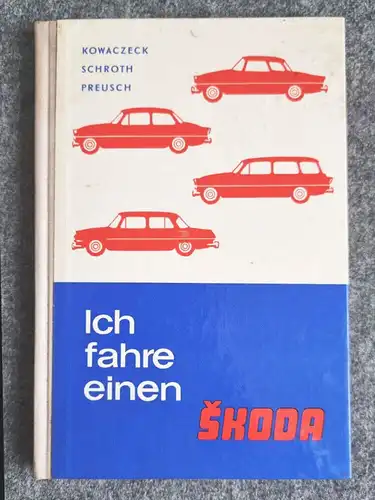 KOWACZECK
SCHROTH
PREUSCH
Ich
fahre
einen
ŠKODA